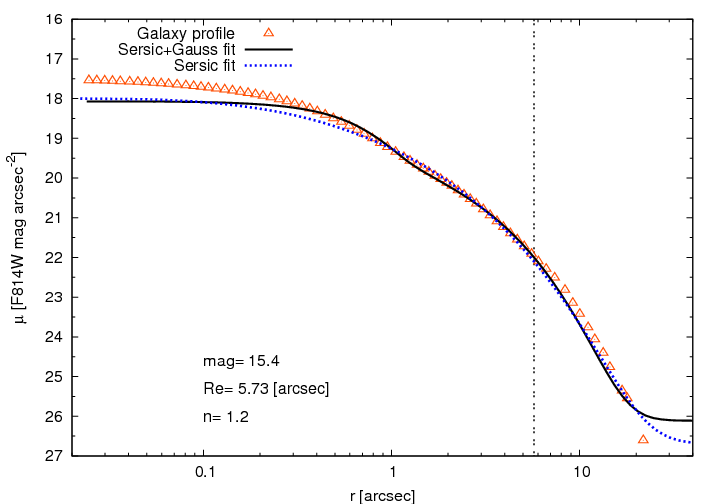 Galaxy profile
Sersic+Gauss fit
Sersic fit
16
17
18
19
20
21
22
23
24
25
26
27
μ [F814W mag arcsec-2]
mag= 15.4
Re= 5.73 [arcsec]
n= 1.2
0.1 1 10
r [arcsec]